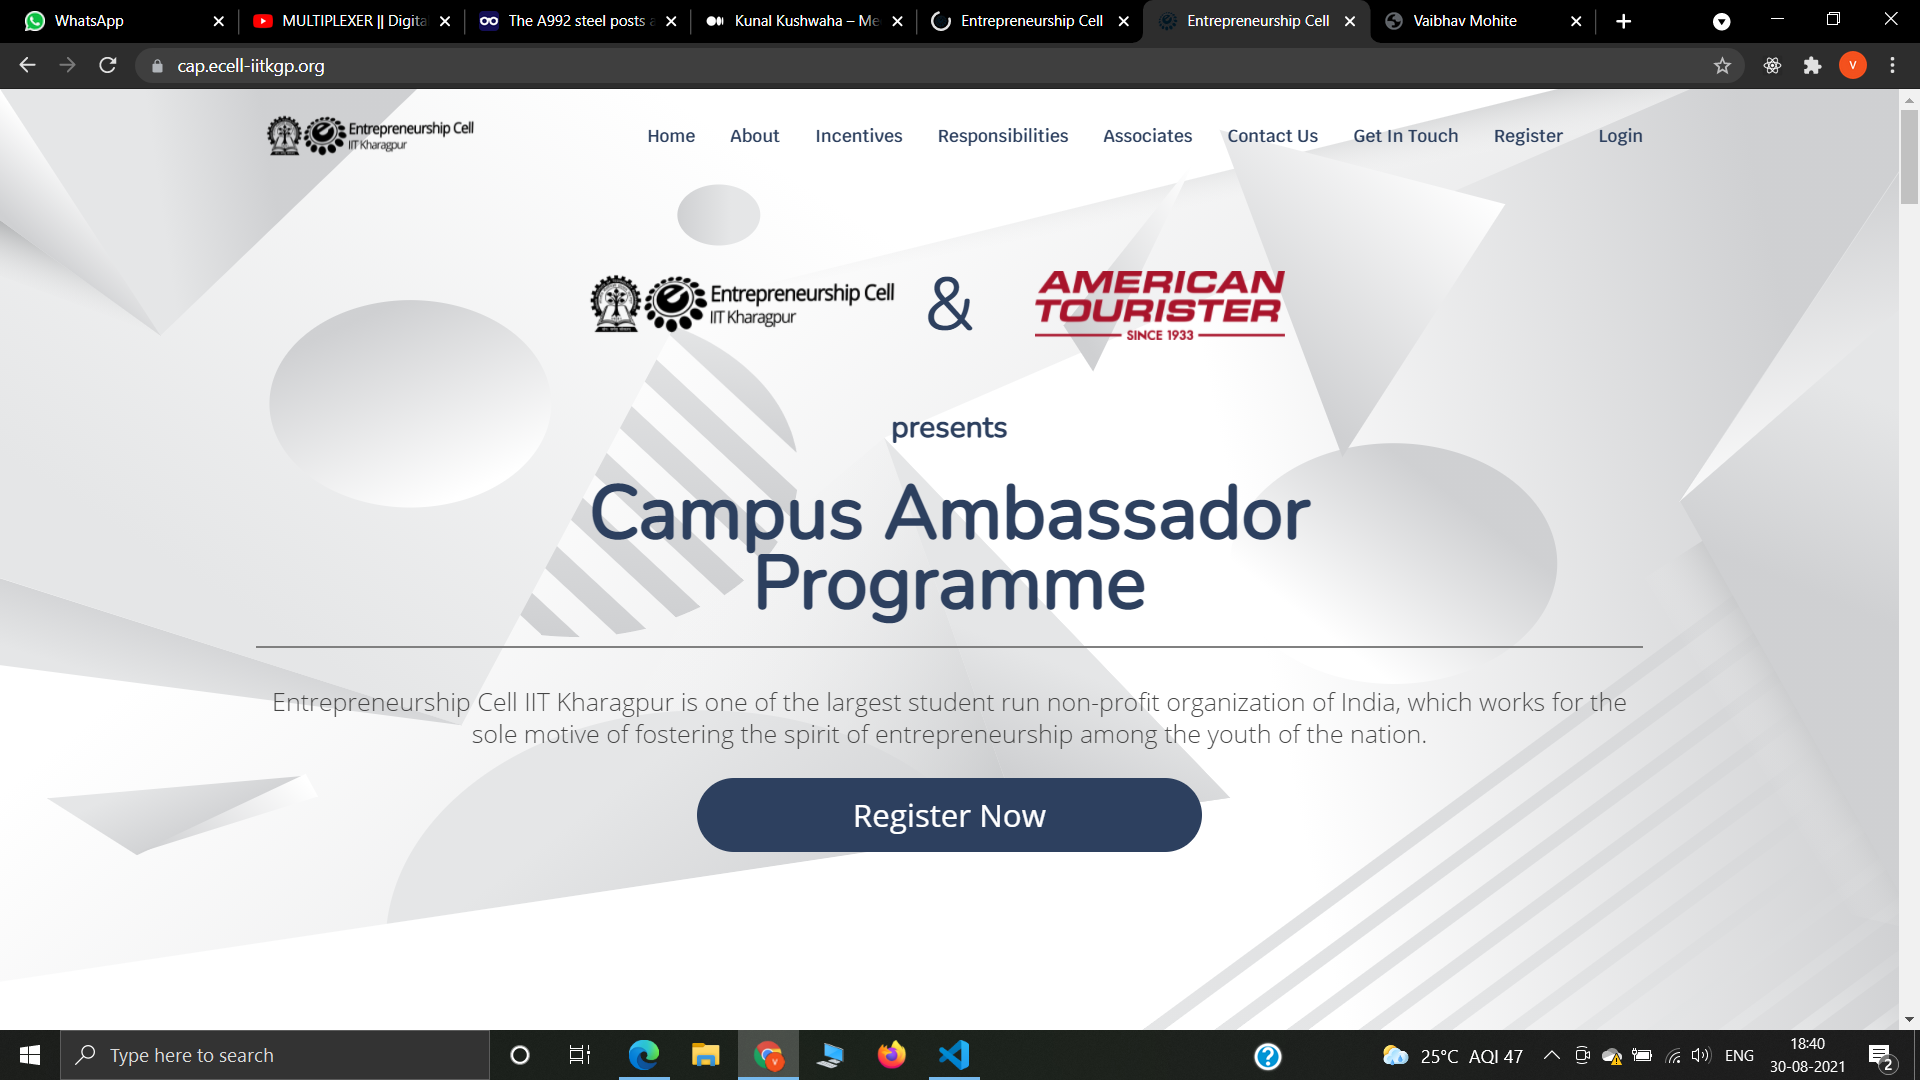 WhatsApp
MULTIPLEXER || Digita
The A992 steel posts a
Kunal Kushwaha – Me
Entrepreneurship Cell
Entrepreneurship Cell
Vaibhav Mohite
cap.ecell-iitkgp.org
V
Entrepreneurship Cell
IIT Kharagpur
Home
About
Incentives
Responsibilities
Associates
Contact Us
Get In Touch
Register
Login
Entrepreneurship Cell
IIT Kharagpur
&
AMERICAN
TOURISTER
SINCE 1933
presents
Campus Ambassador
Programme
Entrepreneurship Cell IIT Kharagpur is one of the largest student run non-profit organization of India, which works for the
sole motive of fostering the spirit of entrepreneurship among the youth of the nation.
Register Now
Type here to search
V
25°C AQI 47
ENG
18:40
30-08-2021
2